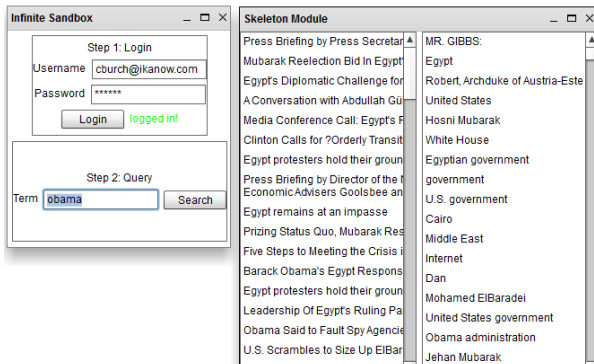 Infinite Sandbox
Step 1: Login
Username cburch@ikanow.com
Password ******
Login logged in!
Step 2: Query
Term obama Search
Skeleton Module
Press Briefing by Press Secretar
Mubarak Reelection Bid In Egypt'
Egypt's Diplomatic Challenge for
A Conversation with Abdullah Gü
Media Conference Call: Egypt's F
Clinton Calls for ?Orderly Transit
Egypt protesters hold their groun
Press Briefing by Director of the N
Economic Advisers Goolsbee an
Egypt remains at an impasse
Prizing Status Quo, Mubarak Res
Five Steps to Meeting the Crisis i
Barack Obama's Egypt Respons
Egypt protesters hold their groun
Leadership Of Egypt's Ruling Pa
Obama Said to Fault Spy Agencie
U.S. Scrambles to Size Up ElBar
MR. GIBBS:
Egypt
Robert, Archduke of Austria-Este
United States
Hosni Mubarak
White House
Egyptian government
government
U.S. government
Cairo
Middle East
Internet
Dan
Mohamed ElBaradei
United States government
Obama administration
Jehan Mubarak